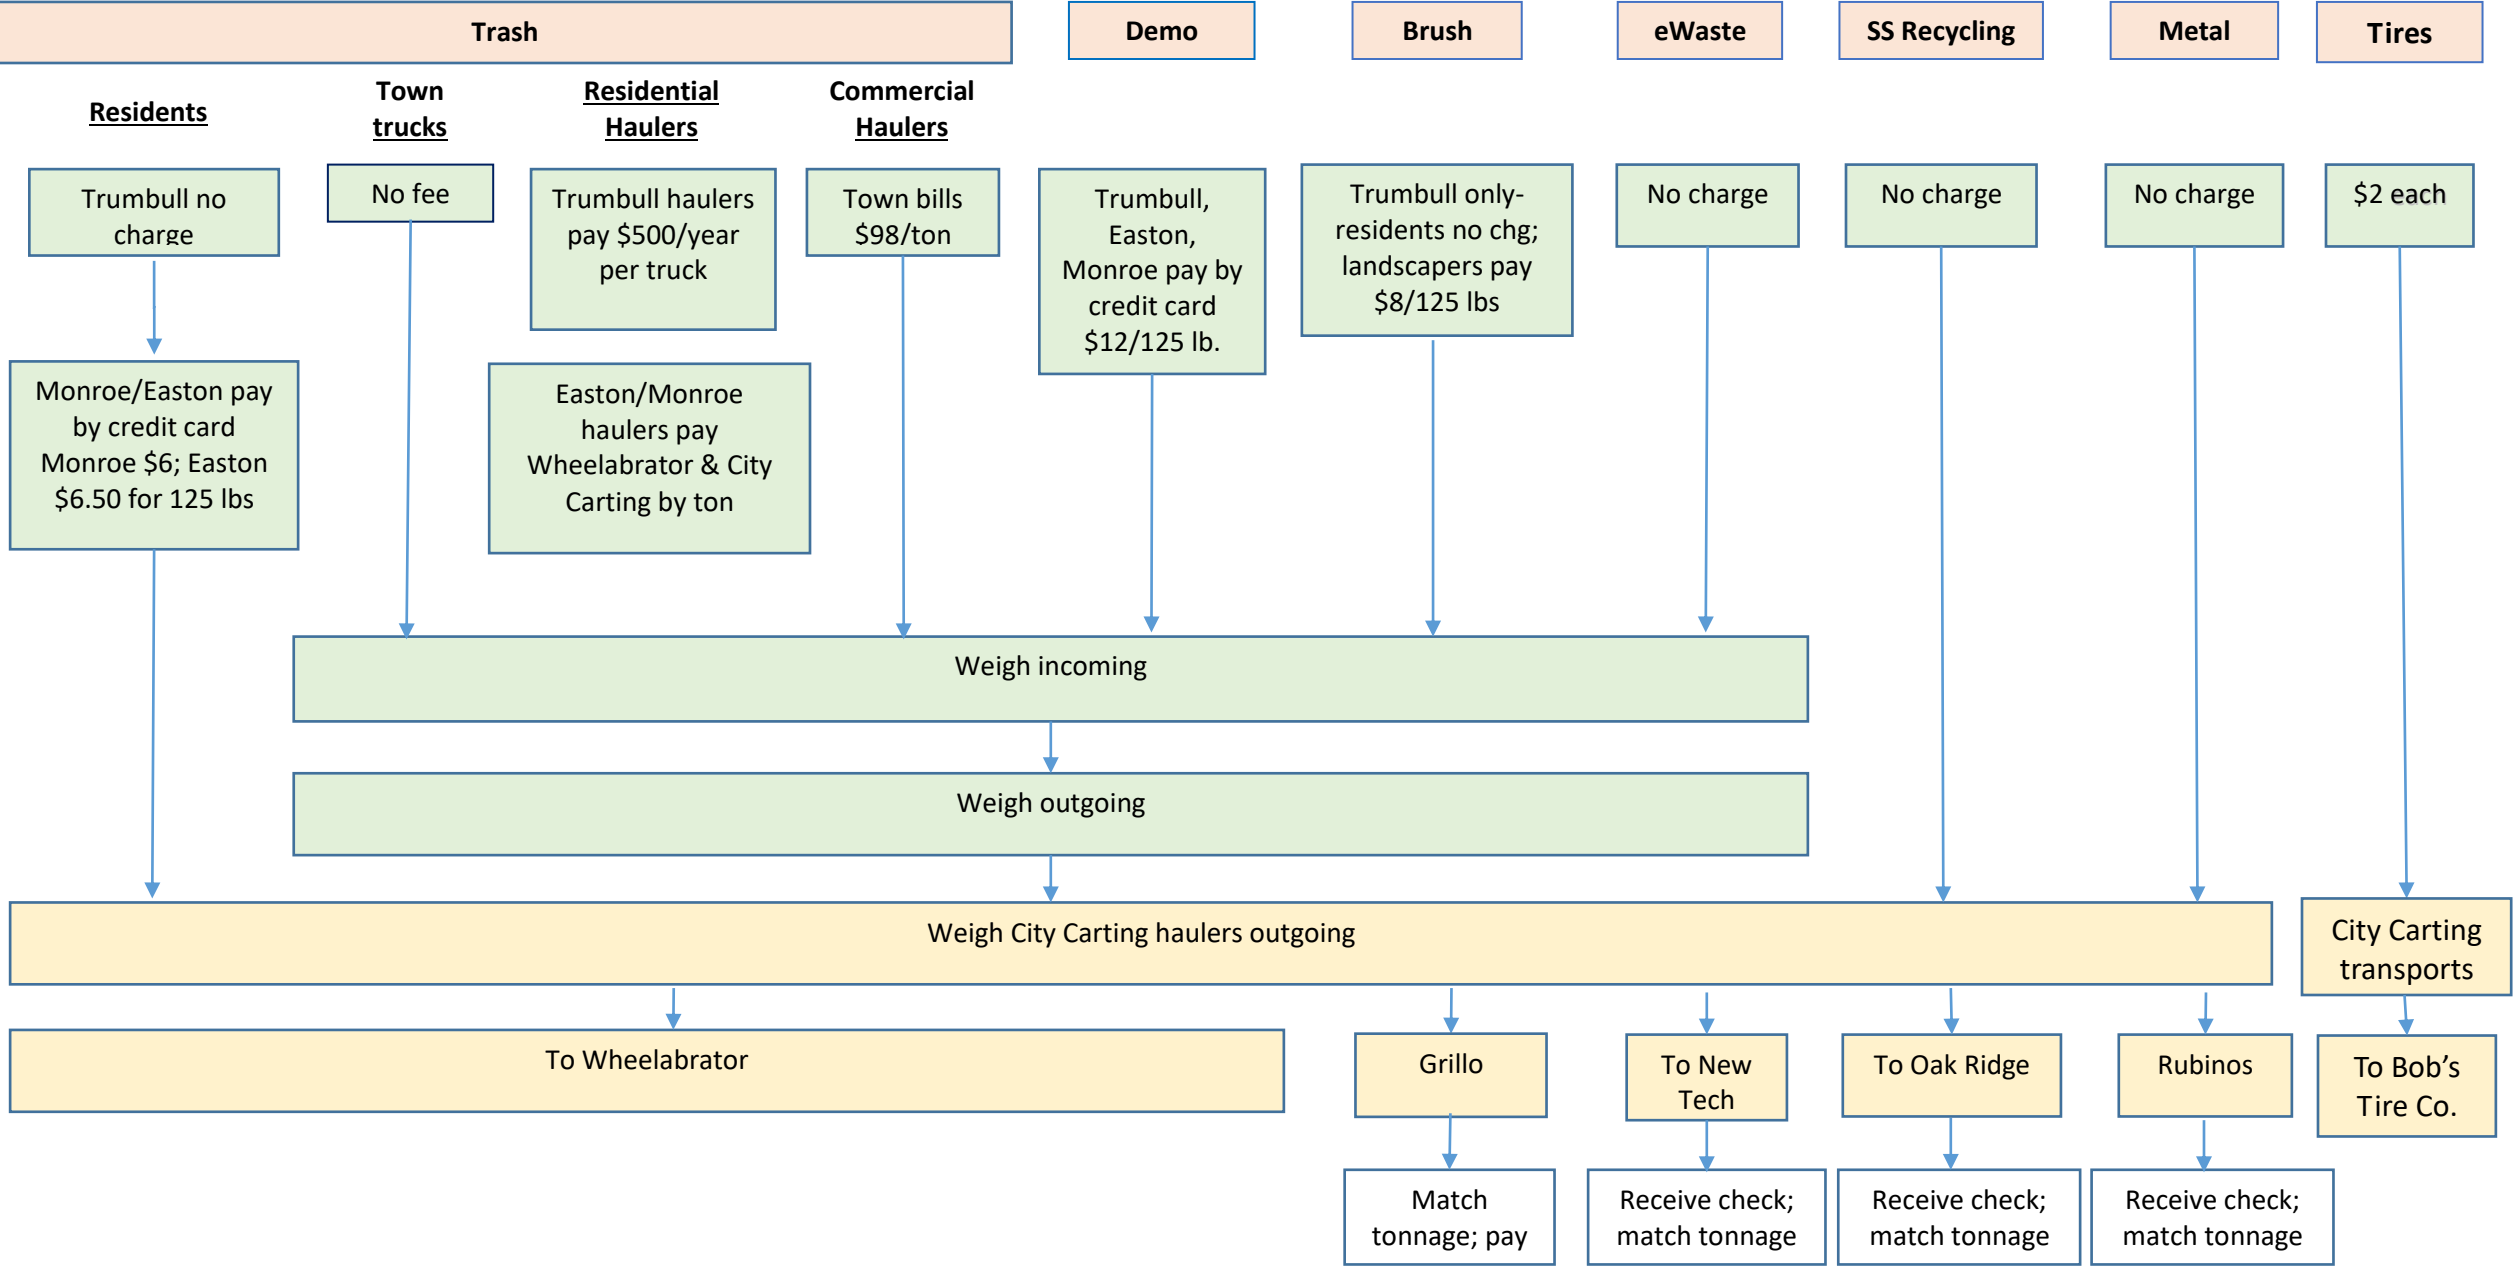 Trash
Demo
Brush
eWaste
SS Recycling
Metal
Tires
Residents
Town
trucks
Residential
Haulers
Commercial
Haulers
Trumbull no
charge
No fee
Trumbull haulers
pay $500/year
per truck
Town bills
$98/ton
Trumbull,
Easton,
Monroe pay by
credit card
$12/125 lb.
Trumbull only-
residents no chg;
landscapers pay
$8/125 lbs
No charge
No charge
No charge
$2 each
Monroe/Easton pay
by credit card
Monroe $6; Easton
$6.50 for 125 lbs
Easton/Monroe
haulers pay
Wheelabrator & City
Carting by ton
Weigh incoming
Weigh outgoing
Weigh City Carting haulers outgoing
City Carting
transports
To Wheelabrator
Grillo
To New
Tech
To Oak Ridge
Rubinos
To Bob’s
Tire Co.
Match
tonnage; pay
Receive check;
match tonnage
Receive check;
match tonnage
Receive check;
match tonnage